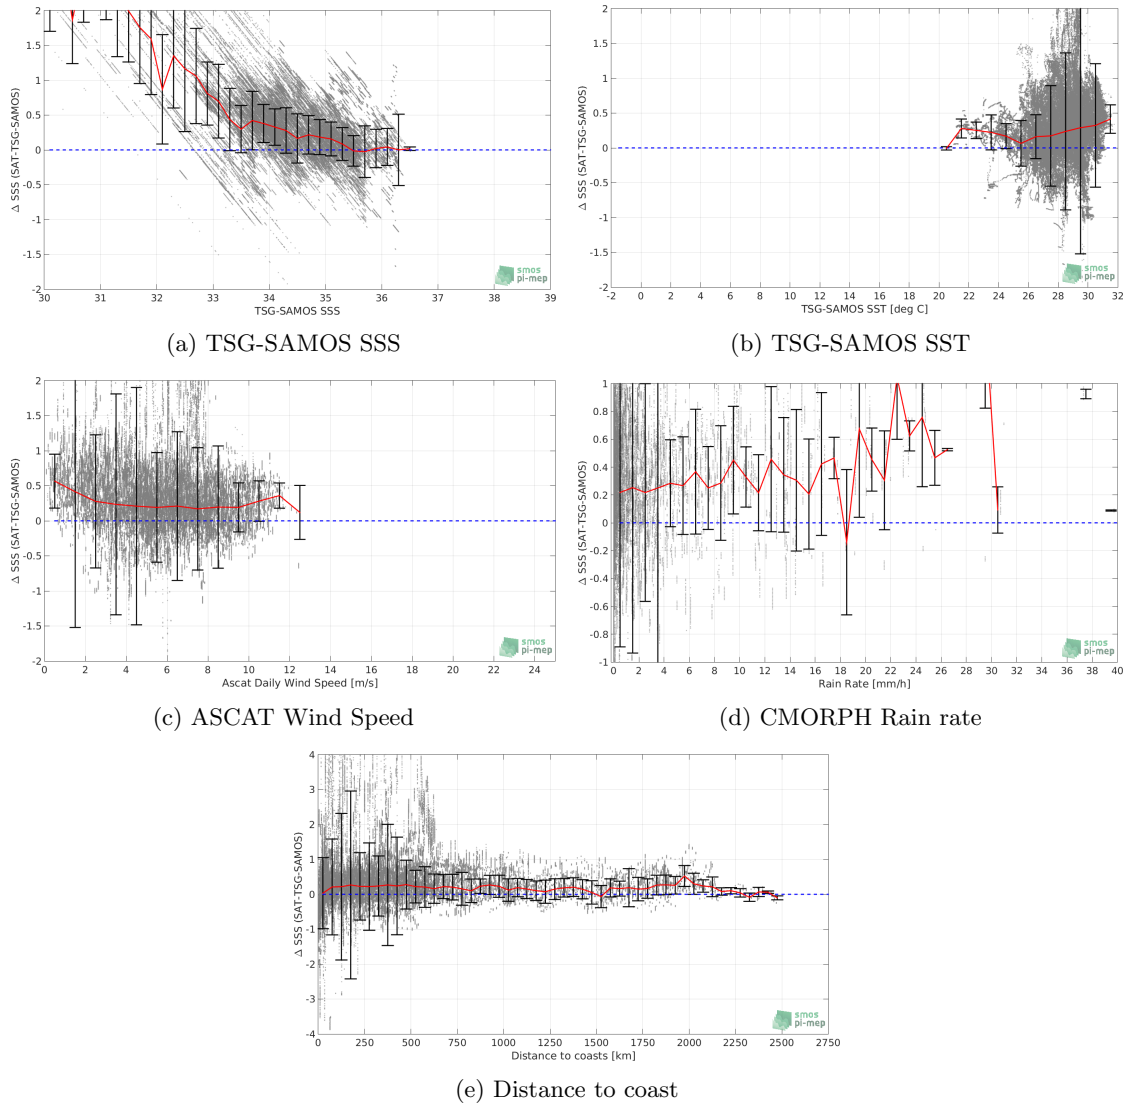 2
1.5
1
0.5
0
-0.5
-1
-1.5
-2
Δ SSS (SAT-TSG-SAMOS)
30 31 32 33 34 35 36 37 38 39
TSG-SAMOS SSS
smos
pi-mep
(a) TSG-SAMOS SSS
2
1.5
1
0.5
0
-0.5
-1
-1.5
-2
Δ SSS (SAT-TSG-SAMOS)
-2 0 2 4 6 8 10 12 14 16 18 20 22 24 26 28 30 32
TSG-SAMOS SST [deg C]
smos
pi-mep
(b) TSG-SAMOS SST
2
1.5
1
0.5
0
-0.5
-1
-1.5
-2
Δ SSS (SAT-TSG-SAMOS)
0 2 4 6 8 10 12 14 16 18 20 22 24
Ascat Daily Wind Speed [m/s]
smos
pi-mep
(c) ASCAT Wind Speed
1
0.8
0.6
0.4
0.2
0
-0.2
-0.4
-0.6
-0.8
-1
Δ SSS (SAT-TSG-SAMOS)
0 2 4 6 8 10 12 14 16 18 20 22 24 26 28 30 32 34 36 38 40
Rain Rate [mm/h]
smos
pi-mep
(d) CMORPH Rain rate
4
3
2
1
0
-1
-2
-3
-4
Δ SSS (SAT-TSG-SAMOS)
0 250 500 750 1000 1250 1500 1750 2000 2250 2500 2750
Distance to coasts [km]
smos
pi-mep
(e) Distance to coast